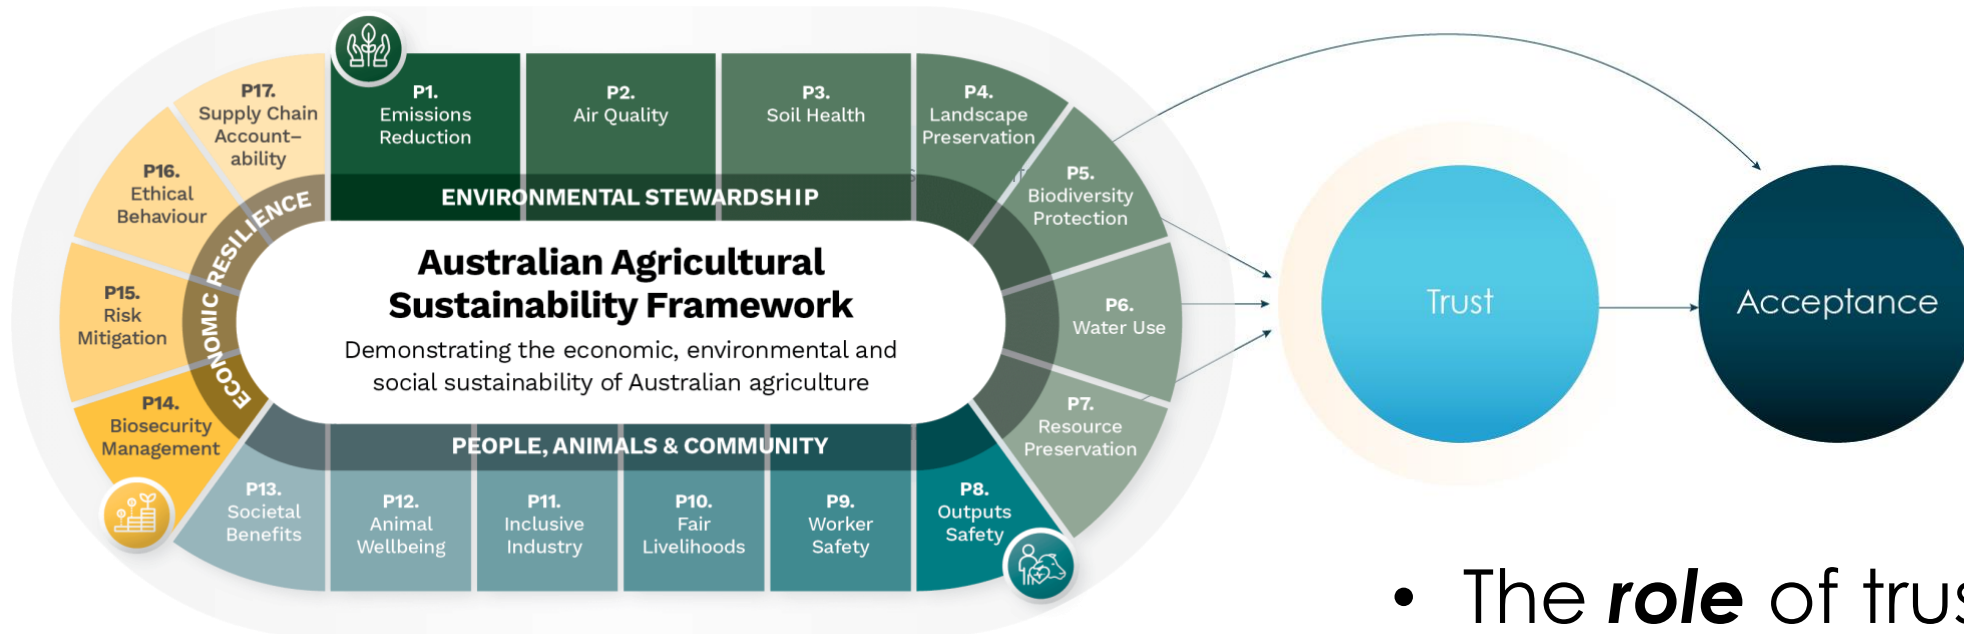 P17.
Supply Chain
Account–
ability
P1.
Emissions
Reduction
P2.
Air Quality
P3.
Soil Health
P4.
Landscape
Preservation
P5.
Biodiversity
Protection
P6.
Water Use
P7.
Resource
Preservation
P8.
Outputs
Safety
P9.
Worker
Safety
P10.
Fair
Livelihoods
P11.
Inclusive
Industry
P12.
Animal
Wellbeing
P13.
Societal
Benefits
P14.
Biosecurity
Management
P15.
Risk
Mitigation
P16.
Ethical
Behaviour
ENVIRONMENTAL STEWARDSHIP
ECONOMIC RESILIENCE
PEOPLE, ANIMALS & COMMUNITY
Australian Agricultural
Sustainability Framework
Demonstrating the economic, environmental and
social sustainability of Australian agriculture
Trust
Acceptance
• The role of trus